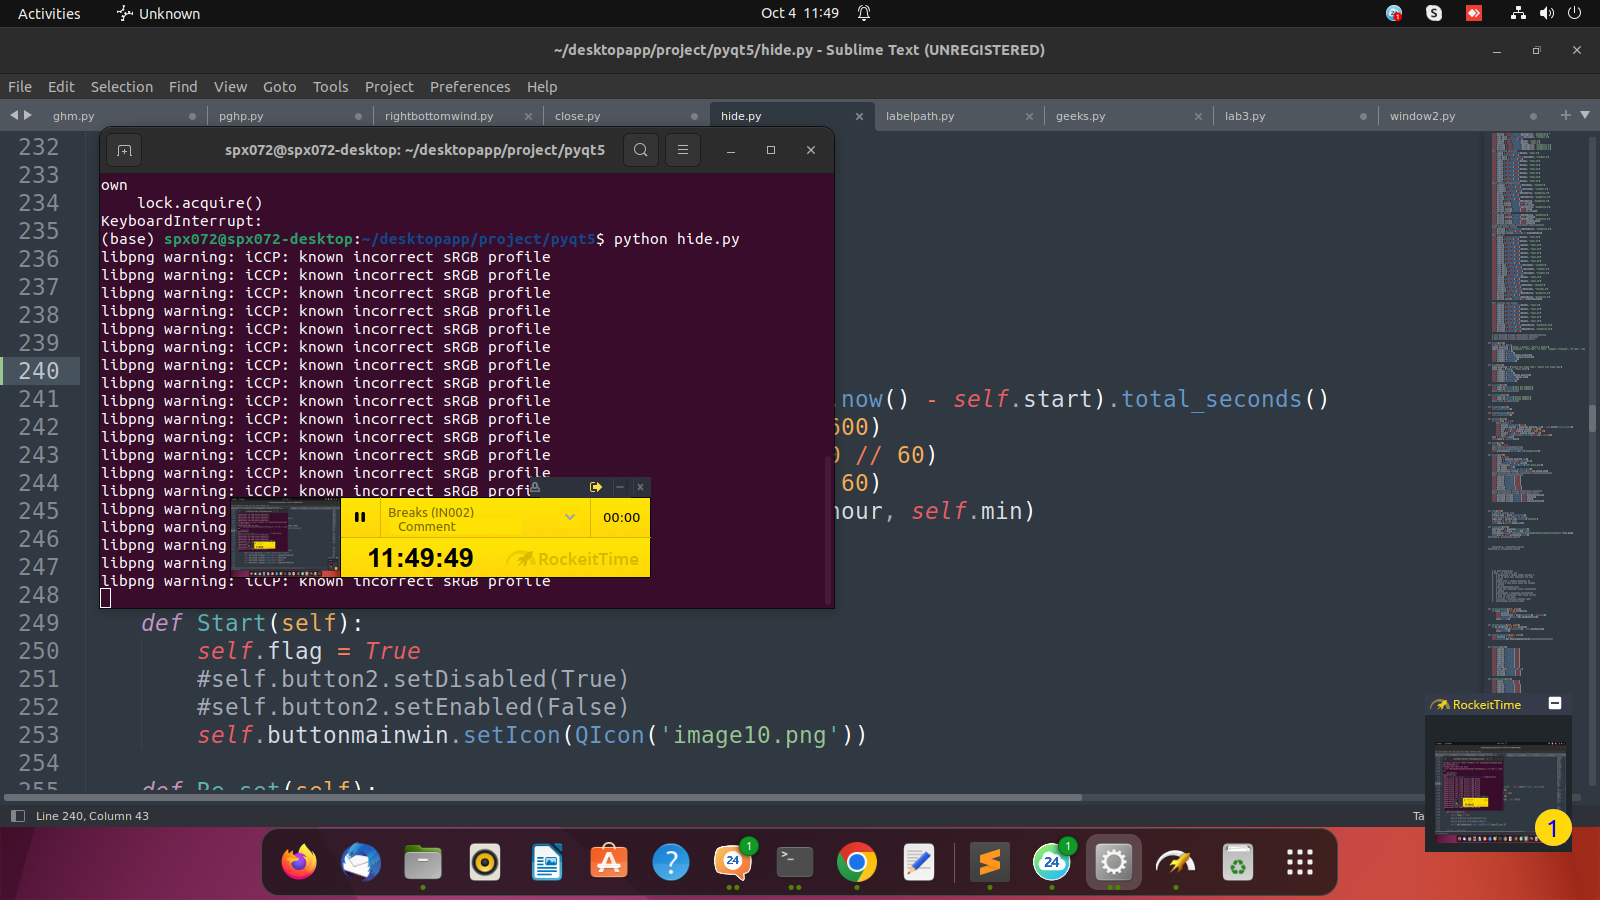 Activities
Unknown
Oct 4 11:49
~/desktopapp/project/pyqt5/hide.py - Sublime Text (UNREGISTERED)
File Edit Selection Find View Goto Tools Project Preferences Help
ghm.py
pghp.py
rightbottomwind.py
close.py
hide.py
labelpath.py
geeks.py
lab3.py
window2.py
spx072@spx072-desktop: ~/desktopapp/project/pyqt5
own
lock.acquire()
KeyboardInterrupt:
(base) spx072@spx072-desktop:~/desktopapp/project/pyqt5$ python hide.py
libpng warning: iCCP: known incorrect sRGB profile
libpng warning: iCCP: known incorrect sRGB profile
libpng warning: iCCP: known incorrect sRGB profile
libpng warning: iCCP: known incorrect sRGB profile
libpng warning: iCCP: known incorrect sRGB profile
libpng warning: iCCP: known incorrect sRGB profile
libpng warning: iCCP: known incorrect sRGB profile
libpng warning: iCCP: known incorrect sRGB profile
libpng warning: iCCP: known incorrect sRGB profile
libpng warning: iCCP: known incorrect sRGB profile
libpng warning: iCCP: known incorrect sRGB profile
libpng warning: iCCP: known incorrect sRGB profile
libpng warning: iCCP: known incorrect sRGB profile
libpng warning: iCCP: known incorrect sRGB
libpng warning:
libpng warning:
libpng warning
libpng warning:
libpng warning: iCCP: known incorrect sRGB profile
Breaks (IN002)
Comment
00:00
11:49:49
RockeitTime
232
233
234
235
236
237
238
239
240
241 .now() - self.start).total_seconds()
242 600)
243 0 // 60)
244 60)
245 hour, self.min)
246
247
248
249 def Start(self):
250 self.flag = True
251 #self.button2.setDisabled(True)
252 #self.button2.setEnabled(False)
253 self.buttonmainwin.setIcon(QIcon('image10.png'))
254
255 def Re_set(self):
RockeitTime
1
Line 240, Column 43
Ta
24
1
24
1